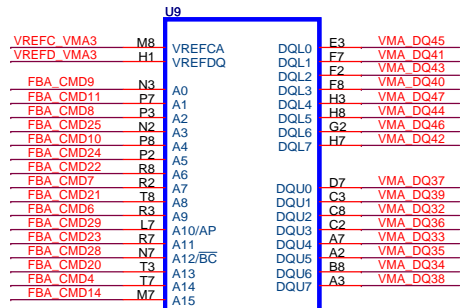 U9
VREFC_VMA3 M8 VREFCA DQL0 E3 VMA_DQ45
VREFD_VMA3 H1 VREFDQ DQL1 F7 VMA_DQ41
DQL2 F2 VMA_DQ43
FBA_CMD9 N3 A0 DQL3 F8 VMA_DQ40
FBA_CMD11 P7 A1 DQL4 H3 VMA_DQ47
FBA_CMD8 P3 A2 DQL5 H8 VMA_DQ44
FBA_CMD25 N2 A3 DQL6 G2 VMA_DQ46
FBA_CMD10 P8 A4 DQL7 H7 VMA_DQ42
FBA_CMD24 P2 A5
FBA_CMD22 R8 A6
FBA_CMD7 R2 A7 DQU0 D7 VMA_DQ37
FBA_CMD21 T8 A8 DQU1 C3 VMA_DQ39
FBA_CMD6 R3 A9 DQU2 C8 VMA_DQ32
FBA_CMD29 L7 A10/AP DQU3 C2 VMA_DQ36
FBA_CMD23 R7 A11 DQU4 A7 VMA_DQ33
FBA_CMD28 N7 A12/BC DQU5 A2 VMA_DQ35
FBA_CMD20 T3 A13 DQU6 B8 VMA_DQ34
FBA_CMD4 T7 A14 DQU7 A3 VMA_DQ38
FBA_CMD14 M7 A15